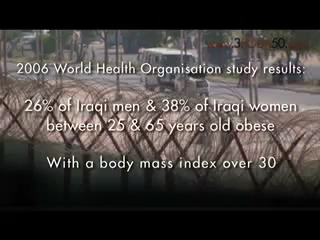 2006 World Health Organisation study results:
26% of Iraqi men & 38% of Iraqi women
between 25 & 65 years old obese
With a body mass index over 30